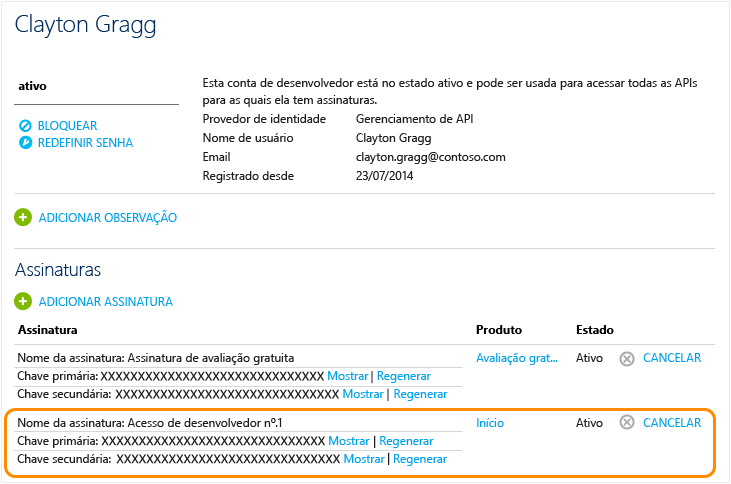 Clayton Gragg
ativo
Esta conta de desenvolvedor está no estado ativo e pode ser usada para acessar todas as APIs
para as quais ela tem assinaturas.
Provedor de identidade Gerenciamento de API
BLOQUEAR
Nome de usuário Clayton Gragg
REDEFINIR SENHA
Email clayton.gragg@contoso.com
Registrado desde 23/07/2014
ADICIONAR OBSERVAÇÃO
Assinaturas
ADICIONAR ASSINATURA
Assinatura Produto Estado
Nome da assinatura: Assinatura de avaliação gratuita Avaliação grat... Ativo CANCELAR
Chave primária: XXXXXXXXXXXXXXXXXXXXXXXXXXXXXX Mostrar | Regenerar
Chave secundária: XXXXXXXXXXXXXXXXXXXXXXXXXXXXXX Mostrar | Regenerar
Nome da assinatura: Acesso de desenvolvedor nº.1 Início Ativo CANCELAR
Chave primária: XXXXXXXXXXXXXXXXXXXXXXXXXXXXXX Mostrar | Regenerar
Chave secundária: XXXXXXXXXXXXXXXXXXXXXXXXXXXXXX Mostrar | Regenerar